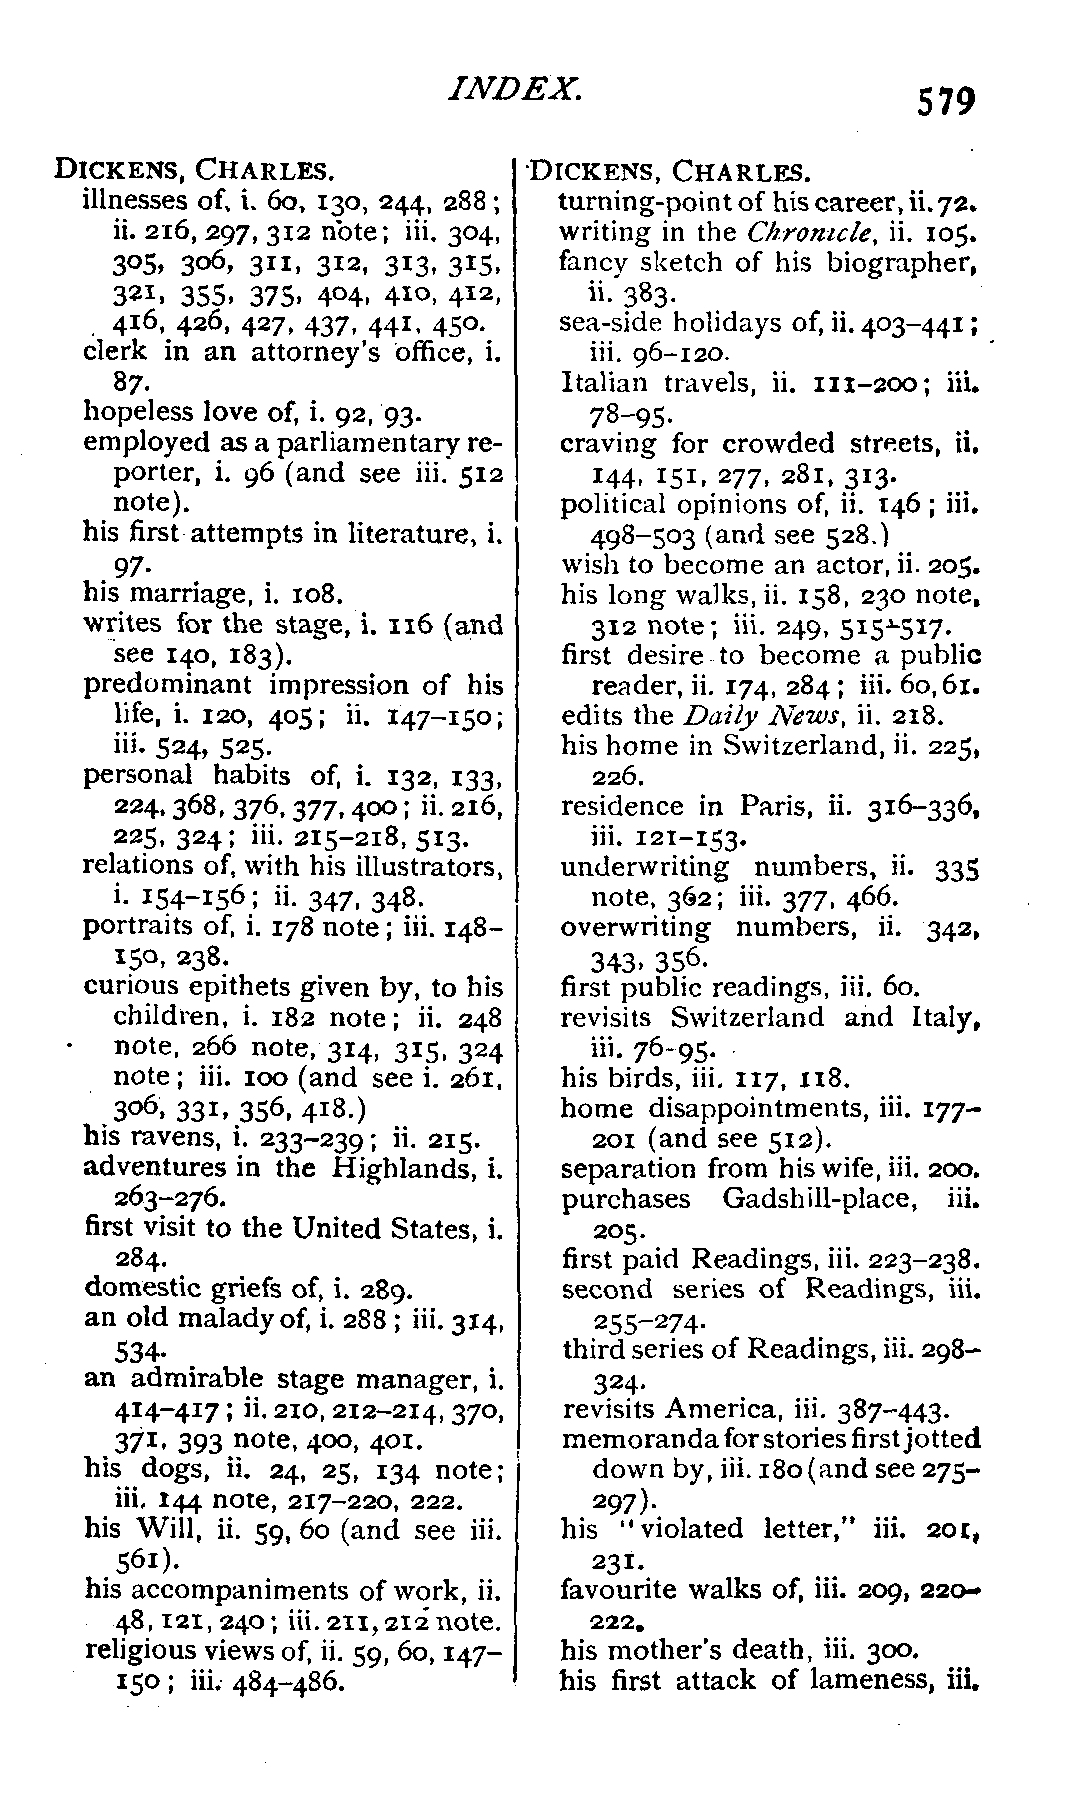 INDEX.
579
DICKENS, CHARLES.
illnesses of, i. 60, 130, 244, 288;
ii. 216, 297, 312 note; iii. 304,
305, 306, 311, 312, 313, 315,
321, 355, 375, 404, 410, 412,
416, 426, 427, 437, 441, 450.
clerk in an attorney's office, i.
87.
hopeless love of, i. 92, 93.
employed as a parliamentary re-
porter, i. 96 (and see iii. 512
note).
his first attempts in literature, i.
97.
his marriage, i. 108.
writes for the stage, i. 116 (and
see 140, 183).
predominant impression of his
life, i. 120, 405; ii. 147–150;
iii. 524, 525.
personal habits of, i. 132, 133,
224, 368, 376, 377, 400; ii. 216,
225, 324; iii. 215–218, 513.
relations of, with his illustrators,
i. 154–156; ii. 347, 348.
portraits of, i. 178 note; iii. 148–
150, 238.
curious epithets given by, to his
children, i. 182 note; ii. 248
note, 266 note, 314, 315, 324
note; iii. 100 (and see i. 261,
306, 331, 356, 418.)
his ravens, i. 233–239; ii. 215.
adventures in the Highlands, i.
263–276.
first visit to the United States, i.
284.
domestic griefs of, i. 289.
an old malady of, i. 288; iii. 314,
534.
an admirable stage manager, i.
414–417; ii. 210, 212–214, 370,
371, 393 note, 400, 401.
his dogs, ii. 24, 25, 134 note;
iii. 144 note, 217–220, 222.
his Will, ii. 59, 60 (and see iii.
561).
his accompaniments of work, ii.
48, 121, 240; iii. 211, 212 note.
religious views of, ii. 59, 60, 147–
150; iii. 484–486.
DICKENS, CHARLES.
turning-point of his career, ii. 72.
writing in the Chronicle, ii. 105.
fancy sketch of his biographer,
ii. 383.
sea-side holidays of, ii. 403–441;
iii. 96–120.
Italian travels, ii. 111–200; iii.
78–95.
craving for crowded streets, ii.
144, 151, 277, 281, 313.
political opinions of, ii. 146; iii.
498–503 (and see 528.)
wish to become an actor, ii. 205.
his long walks, ii. 158, 230 note,
312 note; iii. 249, 515–517.
first desire to become a public
reader, ii. 174, 284; iii. 60, 61.
edits the Daily News, ii. 218.
his home in Switzerland, ii. 225,
226.
residence in Paris, ii. 316–336,
iii. 121–153.
underwriting numbers, ii. 335
note, 362; iii. 377, 466.
overwriting numbers, ii. 342,
343, 356.
first public readings, iii. 60.
revisits Switzerland and Italy,
iii. 76-95.
his birds, iii. 117, 118.
home disappointments, iii. 177–
201 (and see 512).
separation from his wife, iii. 200.
purchases Gadshill-place, iii.
205.
first paid Readings, iii. 223–238.
second series of Readings, iii.
255–274.
third series of Readings, iii. 298–
324.
revisits America, iii. 387–443.
memoranda for stories first jotted
down by, iii. 180 (and see 275–
297).
his "violated letter," iii. 201,
231.
favourite walks of, iii. 209, 220–
222.
his mother's death, iii. 300.
his first attack of lameness, iii.